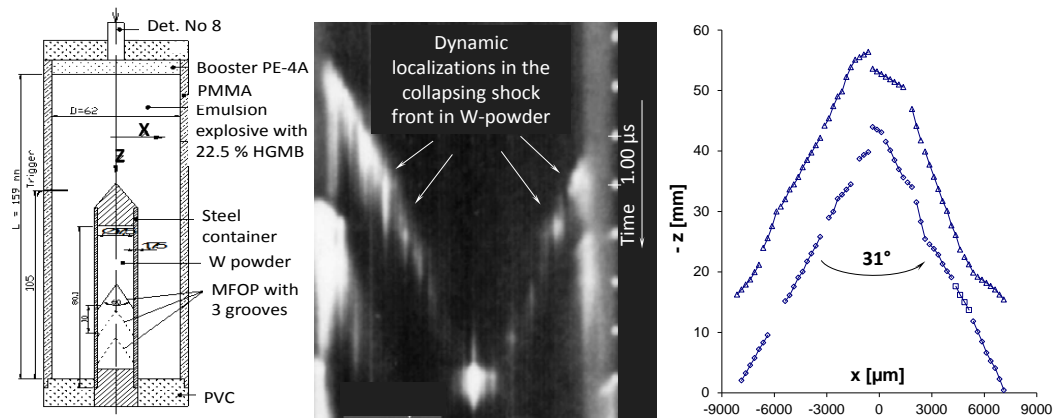 Det. No 8
Booster PE-4A
PMMA
Emulsion
explosive with
22.5 % HGMB
D=62
X
Z
Trigger
L = 159 mm
105
Steel
container
W powder
MFOP with
3 grooves
80,1
10
60
PVC
Dynamic
localizations in the
collapsing shock
front in W-powder
1.00 µs
Time
- z [mm]
-60
50
40
30
20
10
0
31°
x [µm]
-9000
-6000
-3000
0
3000
6000
9000